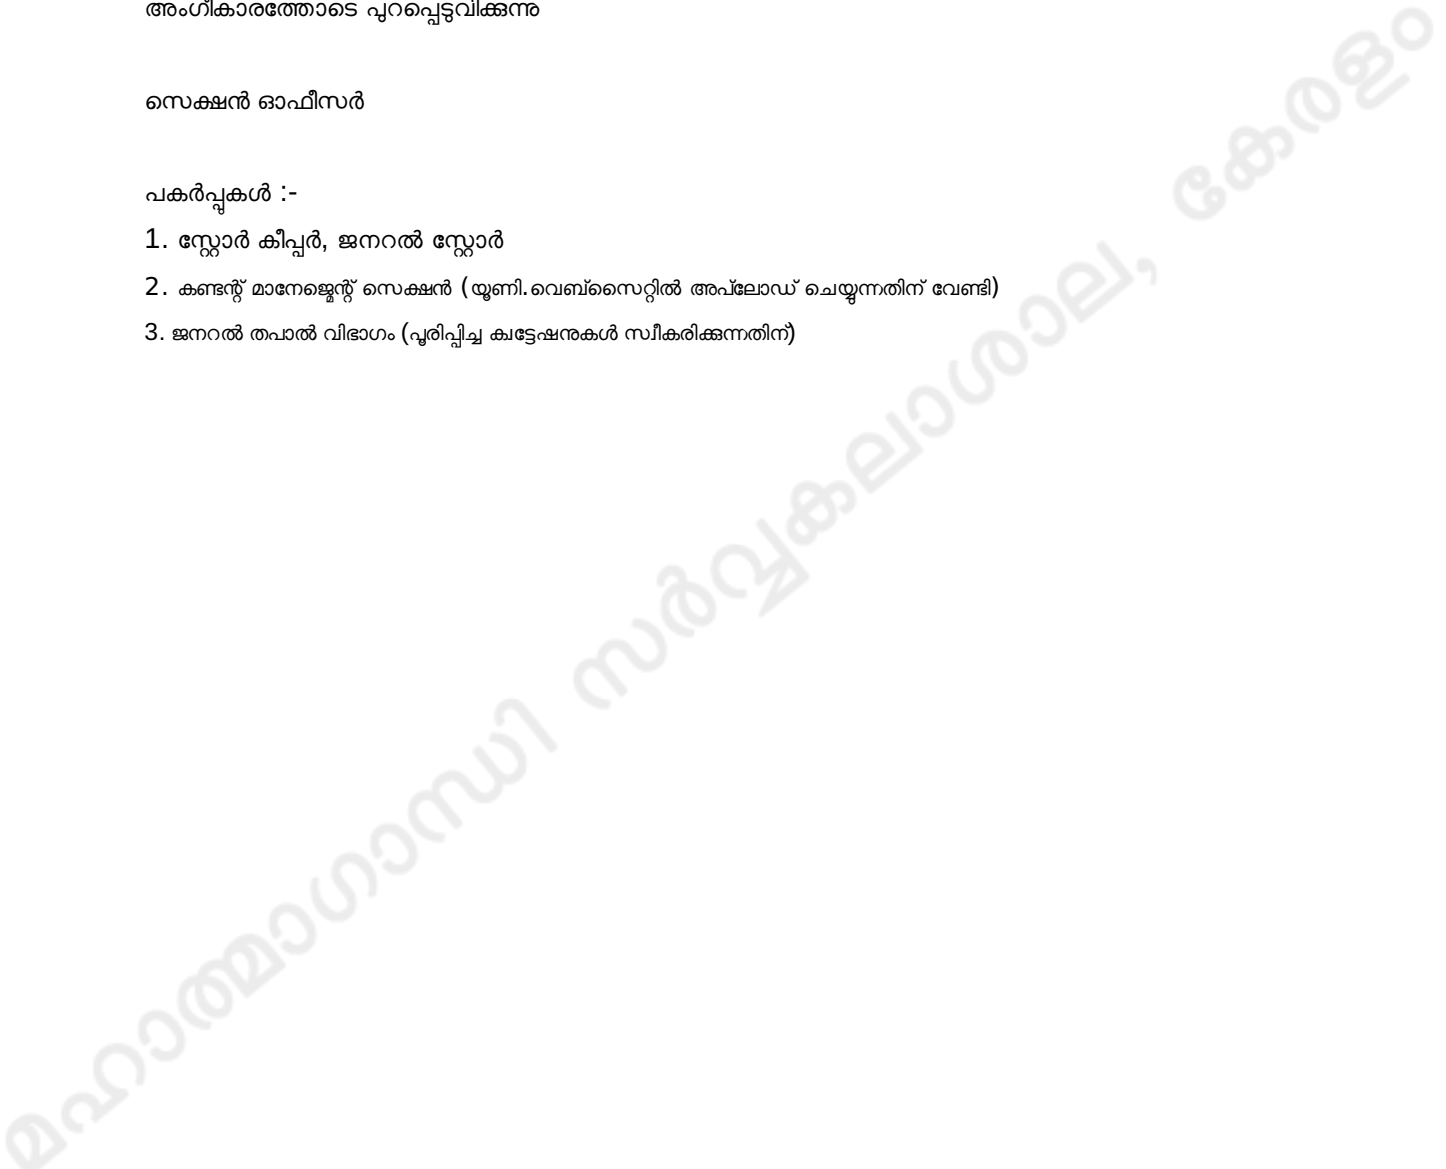 അംഗീകാരത്തോടെ പുറപ്പെടുവിക്കുന്നു
സെക്ഷൻ ഓഫീസർ
പകർപ്പുകൾ :-
1. സ്റ്റോർ കീപ്പർ, ജനറൽ സ്റ്റോർ
2. കണ്ടന്റ് മാനേജ്മെന്റ് സെക്ഷൻ (യൂണി.വെബ്സൈറ്റിൽ അപ്‌ലോഡ് ചെയ്യുന്നതിന് വേണ്ടി)
3. ജനറൽ തപാൽ വിഭാഗം (പൂരിപ്പിച്ച ക്വട്ടേഷനുകൾ സ്വീകരിക്കുന്നതിന്)
മഹാത്മാഗാന്ധി സർവ്വകലാശാല, കേരളം